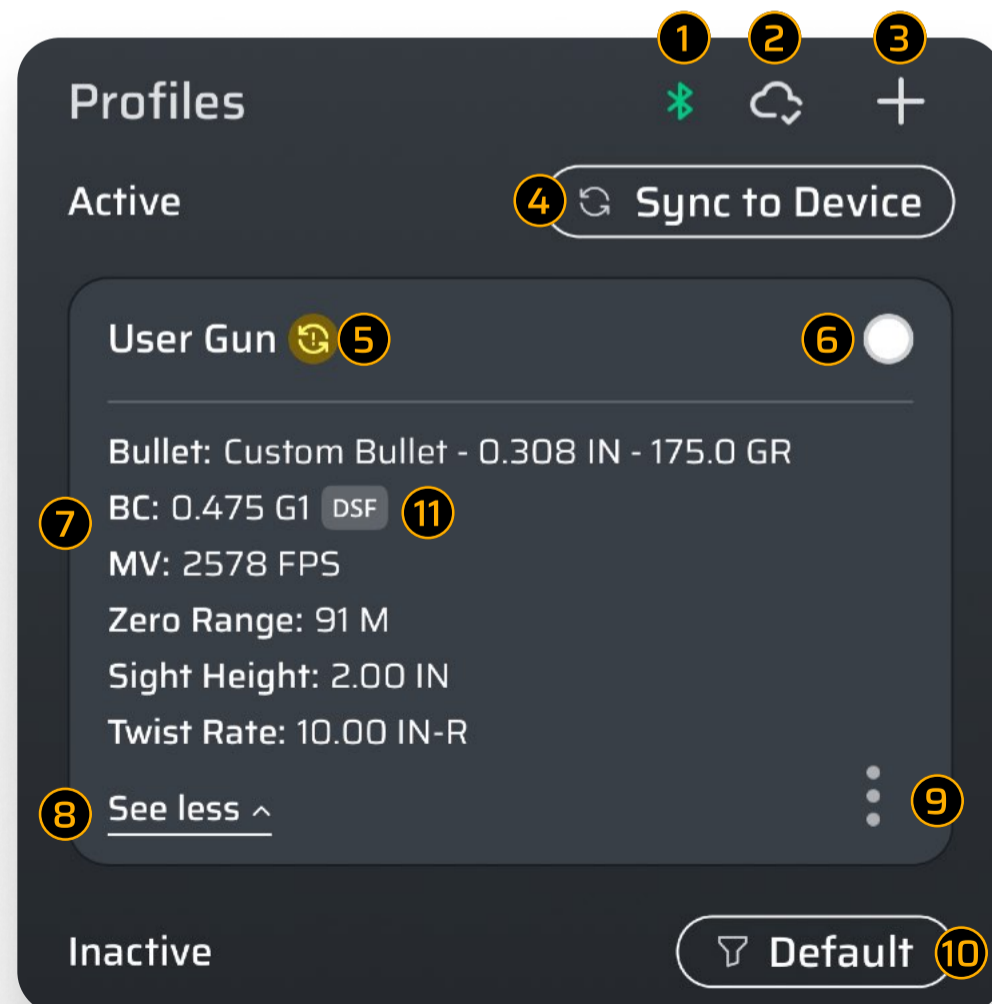 1 2 3
Profiles
Active
4 Sync to Device
User Gun 5 6
Bullet: Custom Bullet - 0.308 IN - 175.0 GR
7 BC: 0.475 G1 DSF 11
MV: 2578 FPS
Zero Range: 91 M
Sight Height: 2.00 IN
Twist Rate: 10.00 IN-R
8 See less 9
Inactive
Default 10